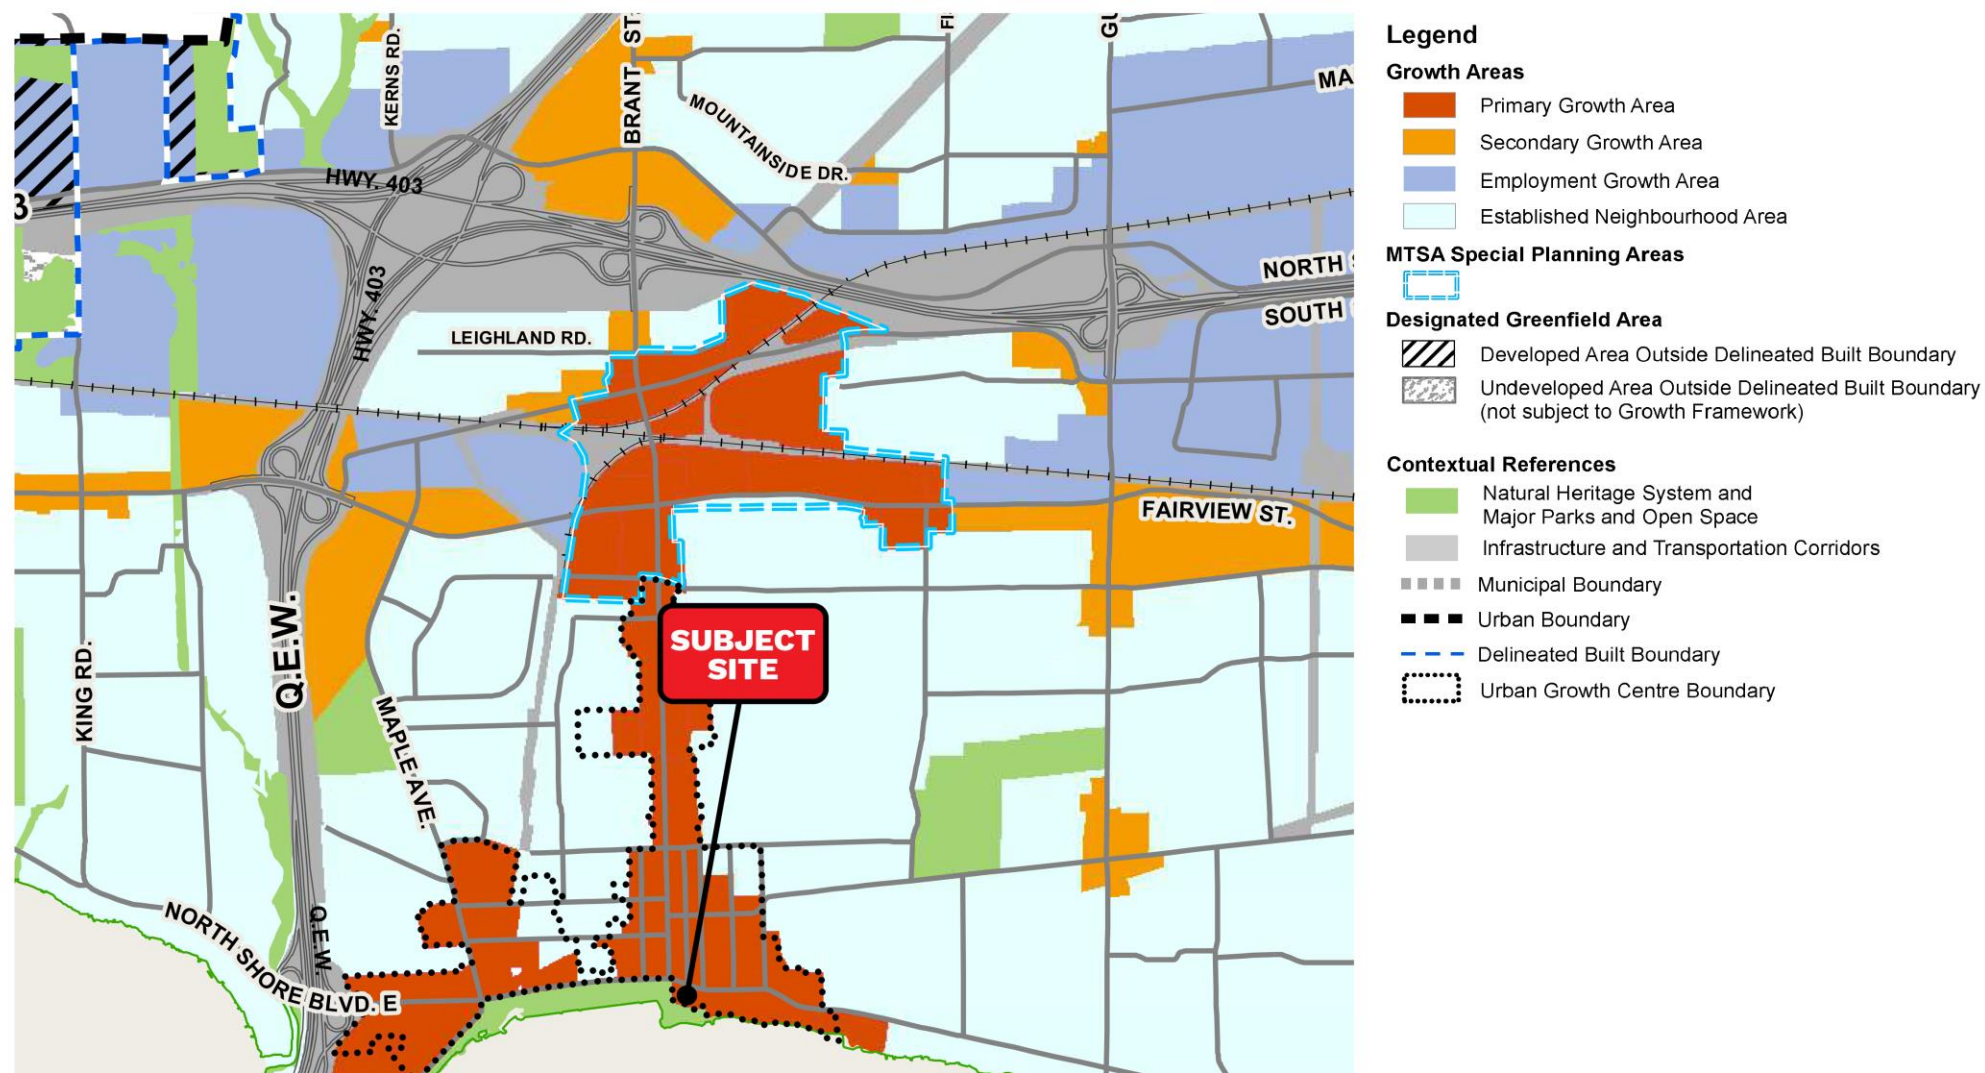 KERNS RD.
BRANT ST
FI
GU
MA
MOUNTAINSIDE DR.
HWY. 403
3
HWY. 403
NORTH S
SOUTH
LEIGHLAND RD.
FAIRVIEW ST.
SUBJECT
SITE
Q.E.W.
KING RD.
MAPLE AVE.
Q.E.W.
NORTH SHORE BLVD. E
Legend
Growth Areas
Primary Growth Area
Secondary Growth Area
Employment Growth Area
Established Neighbourhood Area
MTSA Special Planning Areas
Designated Greenfield Area
Developed Area Outside Delineated Built Boundary
Undeveloped Area Outside Delineated Built Boundary
(not subject to Growth Framework)
Contextual References
Natural Heritage System and
Major Parks and Open Space
Infrastructure and Transportation Corridors
Municipal Boundary
Urban Boundary
Delineated Built Boundary
Urban Growth Centre Boundary